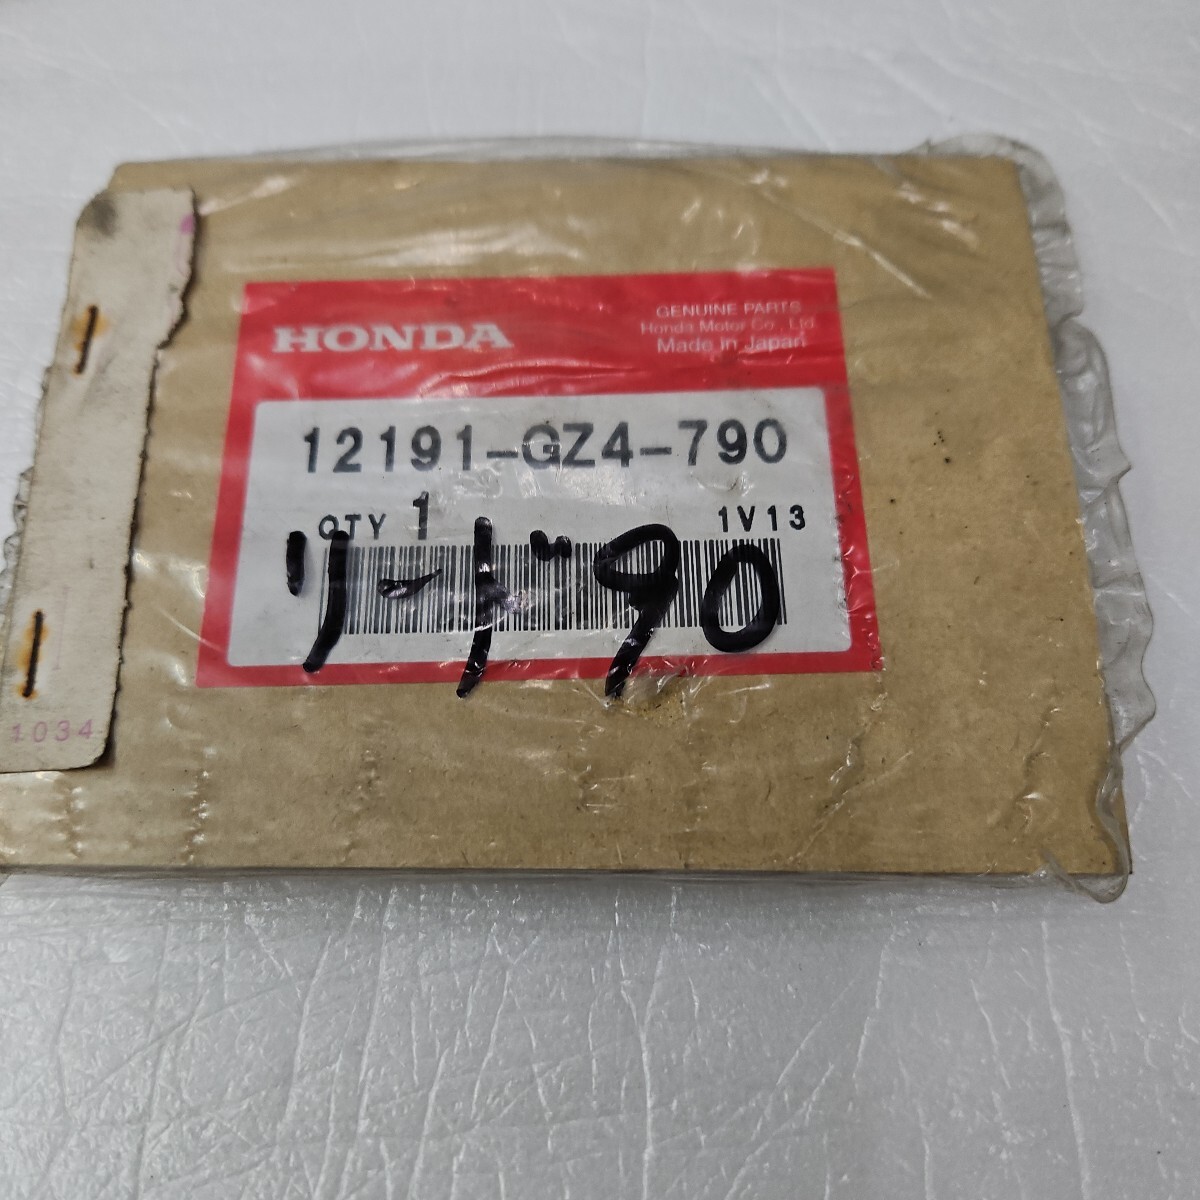 HONDA
GENUINE PARTS
Honda Motor Co., Ltd.
Made in Japan
12191-GZ4-790
QTY 1
1V13
リード90
1034